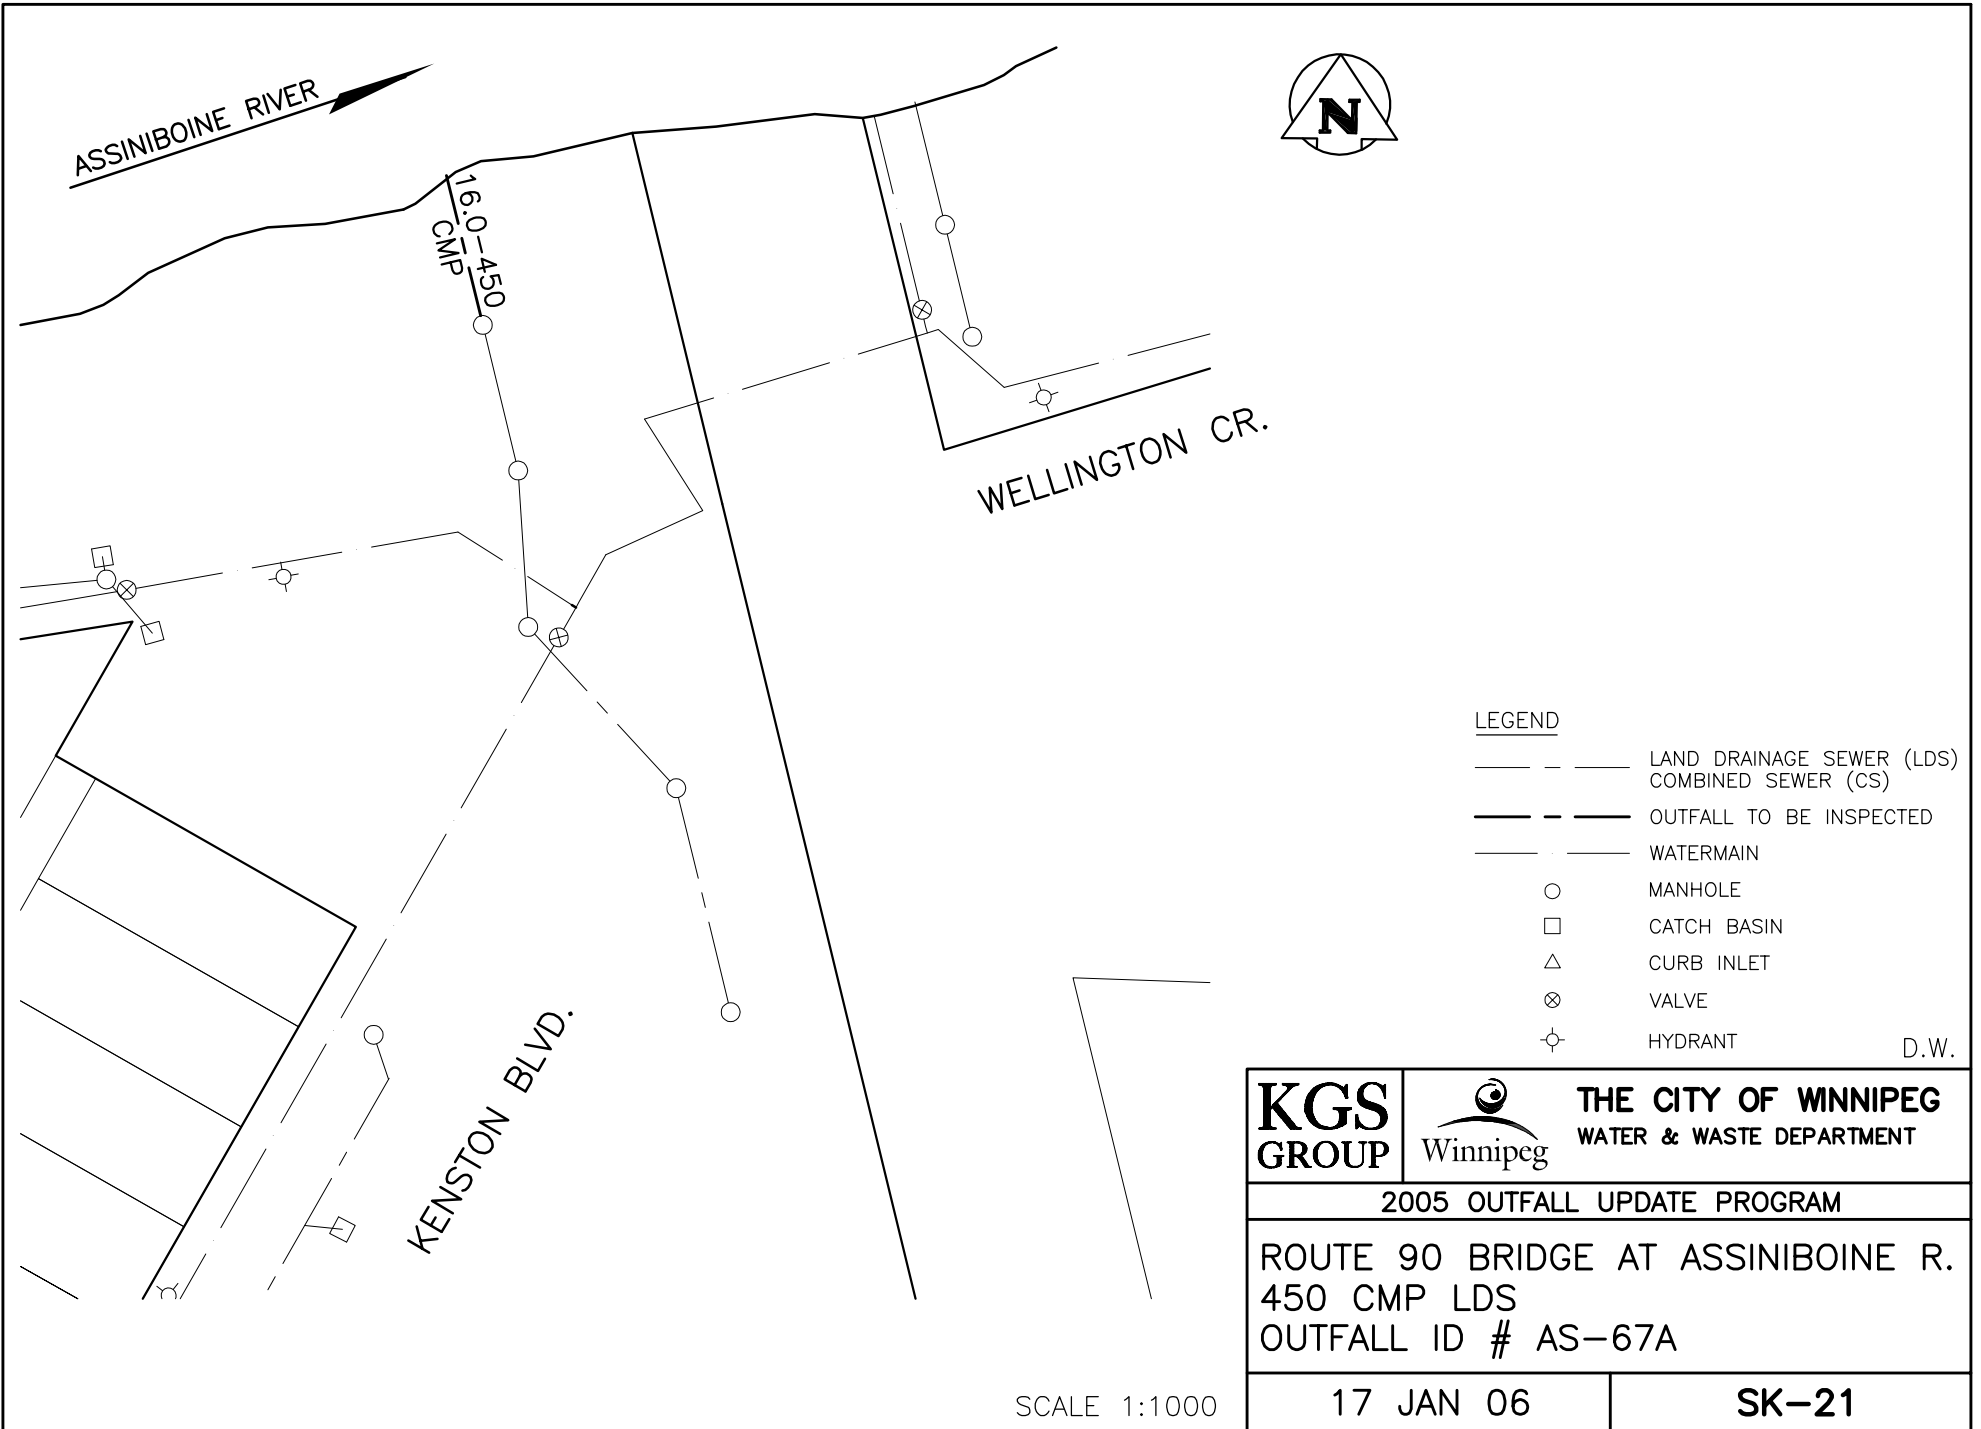 ASSINIBOINE RIVER
N
16.0-450
CMP
WELLINGTON CR.
KENSTON BLVD.
LEGEND
LAND DRAINAGE SEWER (LDS)
COMBINED SEWER (CS)
OUTFALL TO BE INSPECTED
WATERMAIN
MANHOLE
CATCH BASIN
CURB INLET
VALVE
HYDRANT
D.W.
KGS
GROUP
Winnipeg
THE CITY OF WINNIPEG
WATER & WASTE DEPARTMENT
2005 OUTFALL UPDATE PROGRAM
ROUTE 90 BRIDGE AT ASSINIBOINE R.
450 CMP LDS
OUTFALL ID # AS-67A
SCALE 1:1000
17 JAN 06
SK-21